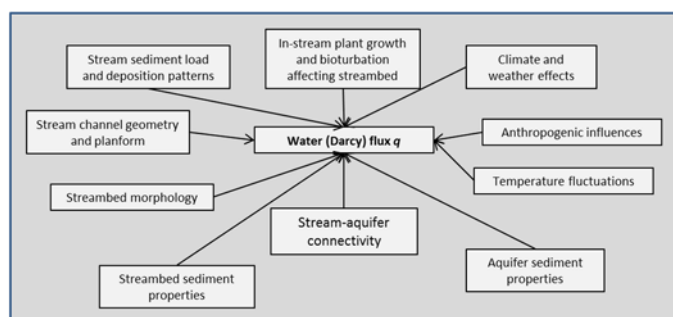 Stream sediment load
and deposition patterns
In-stream plant growth
and bioturbation
affecting streambed
Climate and
weather effects
Stream channel geometry
and planform
Water (Darcy) flux q
Anthropogenic influences
Temperature fluctuations
Streambed morphology
Stream-aquifer
connectivity
Streambed sediment
properties
Aquifer sediment
properties